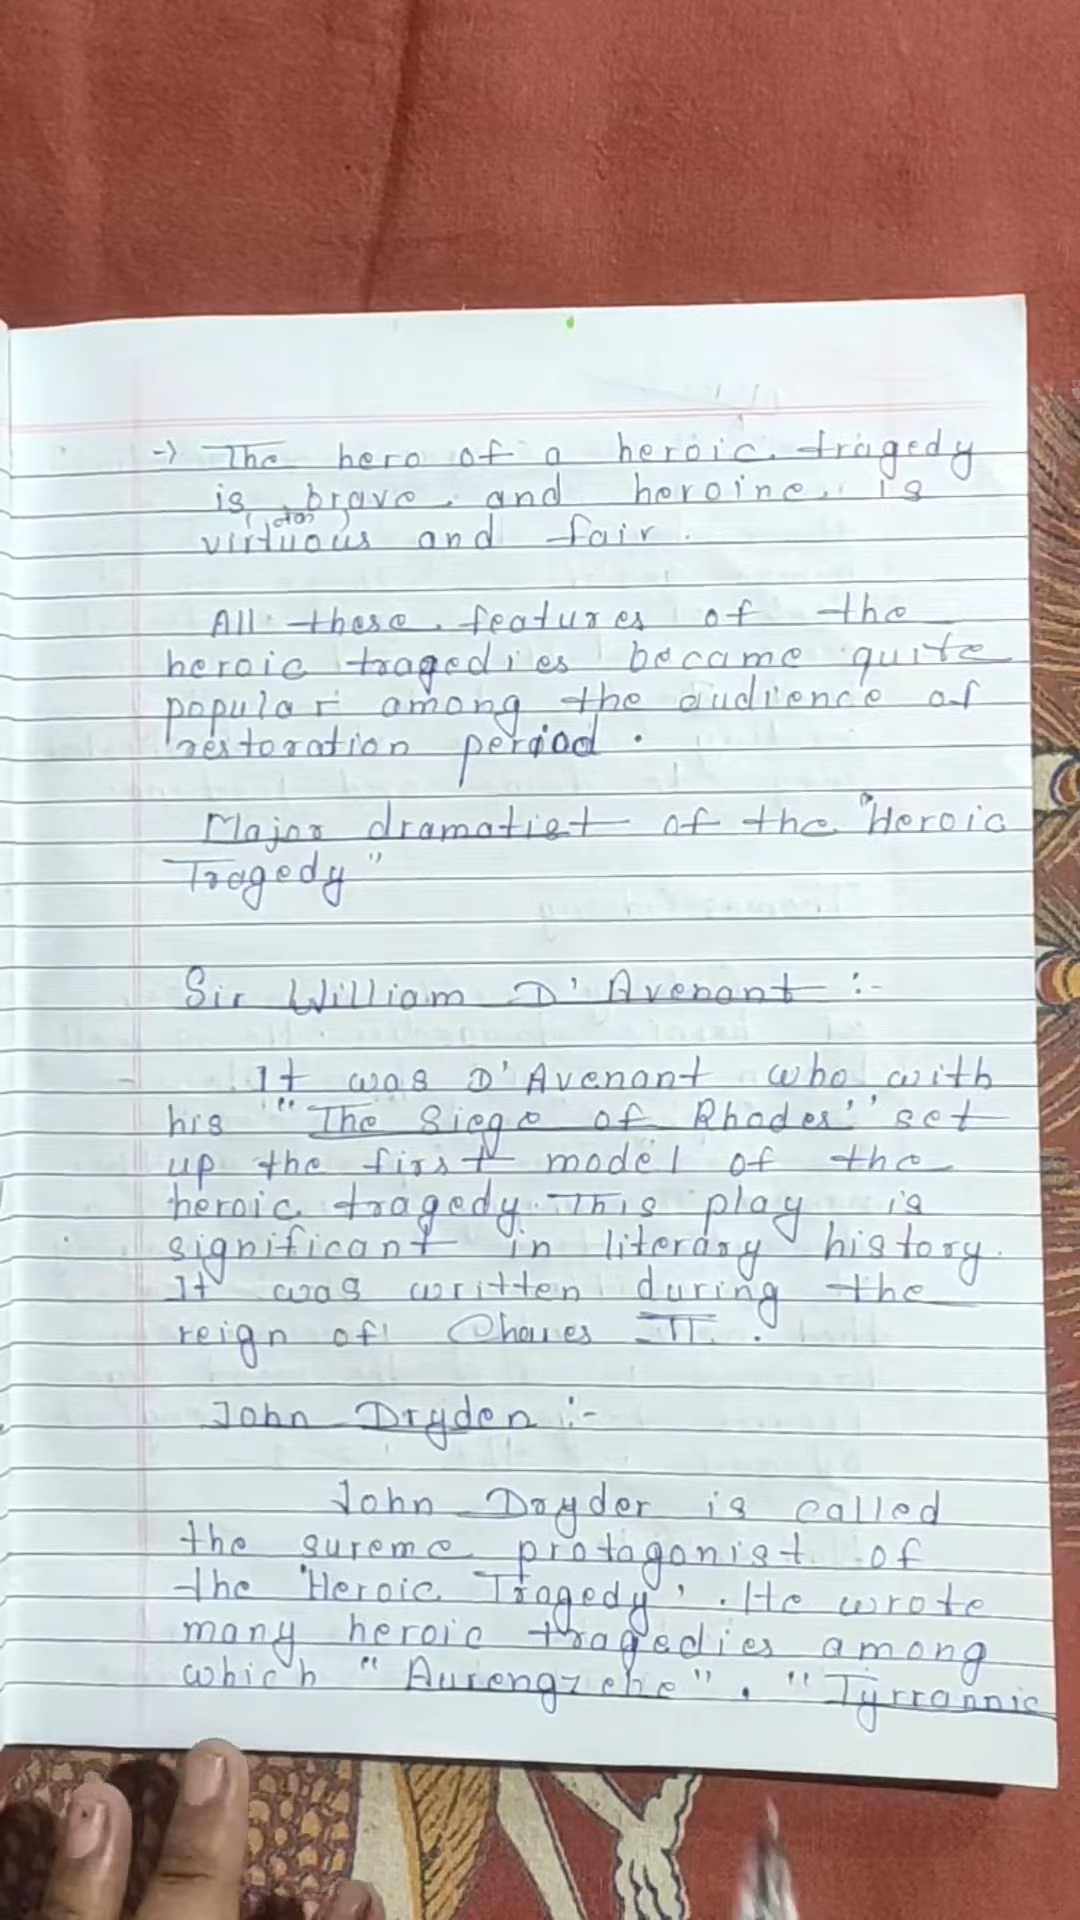 → The hero of a heroic tragedy
is brave and heroine is
virtuous and fair.
All these features of the
heroic tragedies became quite
popular among the audience of
restoration period.
Major dramatist of the "Heroic
Tragedy"
Sir William D'Avenant :-
It was D'Avenant who with
his "The Siege of Rhodes" set
up the first model of the
heroic tragedy. This play is
significant in literary history.
It was written during the
reign of Chares II.
John Dryden :-
John Dryder is called
the sureme protagonist of
the 'Heroic Tragedy'. He wrote
many heroic tragedies among
which "Aurengzebe". "Tyrrannic